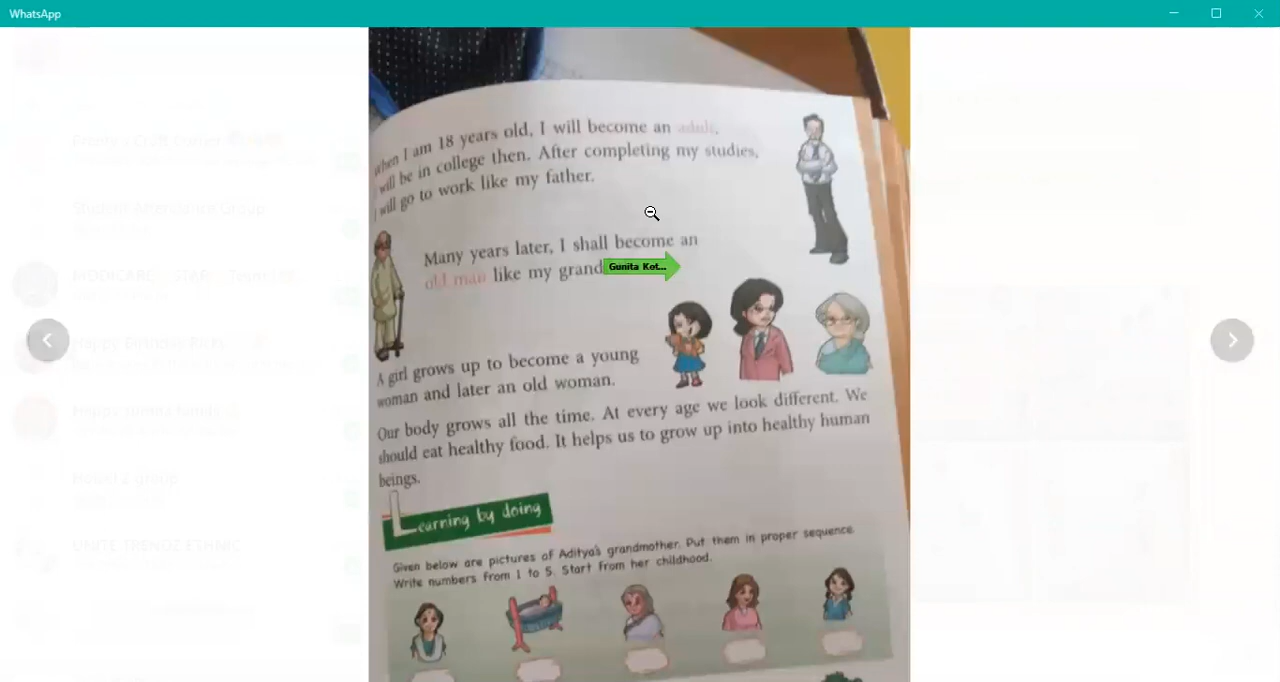 WhatsApp
when I am 18 years old, I will become an adult.
I will be in college then. After completing my studies,
I will go to work like my father.
Many years later, I shall become an
old man like my grand
Gunita Kot...
A girl grows up to become a young
woman and later an old woman.
Our body grows all the time. At every age we look different. We
should eat healthy food. It helps us to grow up into healthy human
beings.
Learning by doing
Given below are pictures of Aditya's grandmother. Put them in proper sequence.
Write numbers from 1 to 5. Start from her childhood.